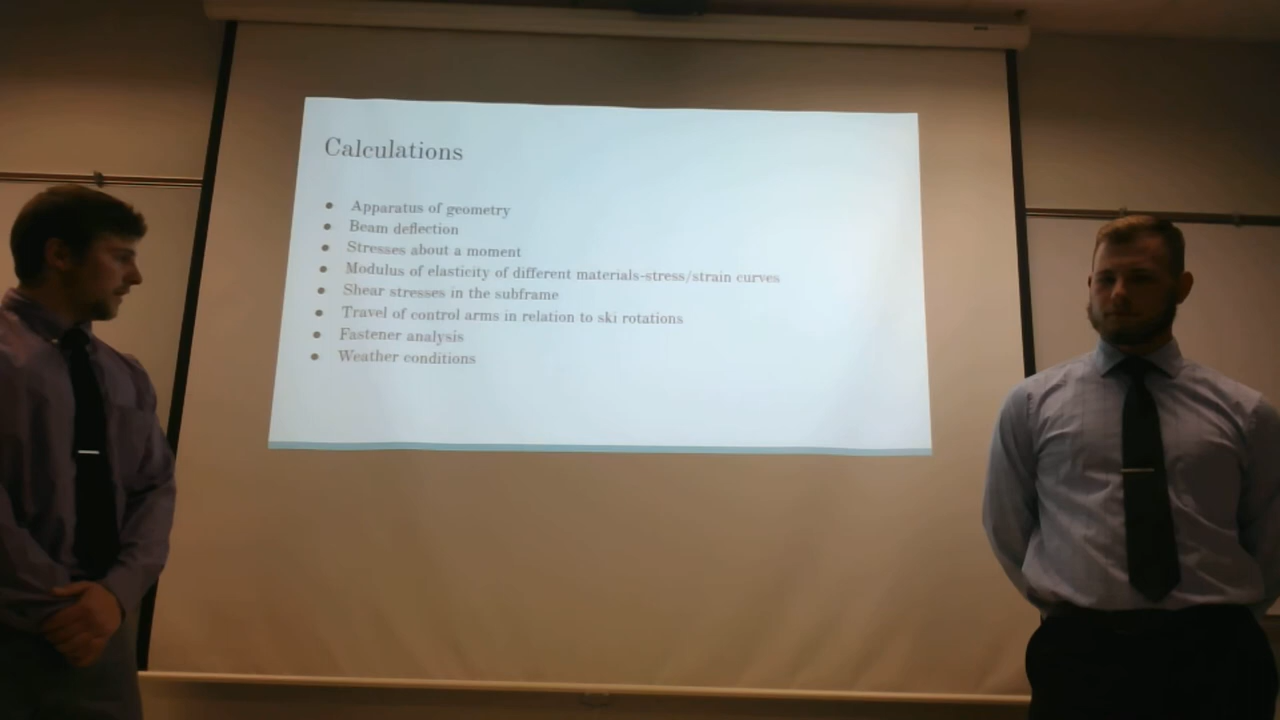 Calculations
● Apparatus of geometry
● Beam deflection
● Stresses about a moment
● Modulus of elasticity of different materials-stress/strain curves
● Shear stresses in the subframe
● Travel of control arms in relation to ski rotations
● Fastener analysis
● Weather conditions